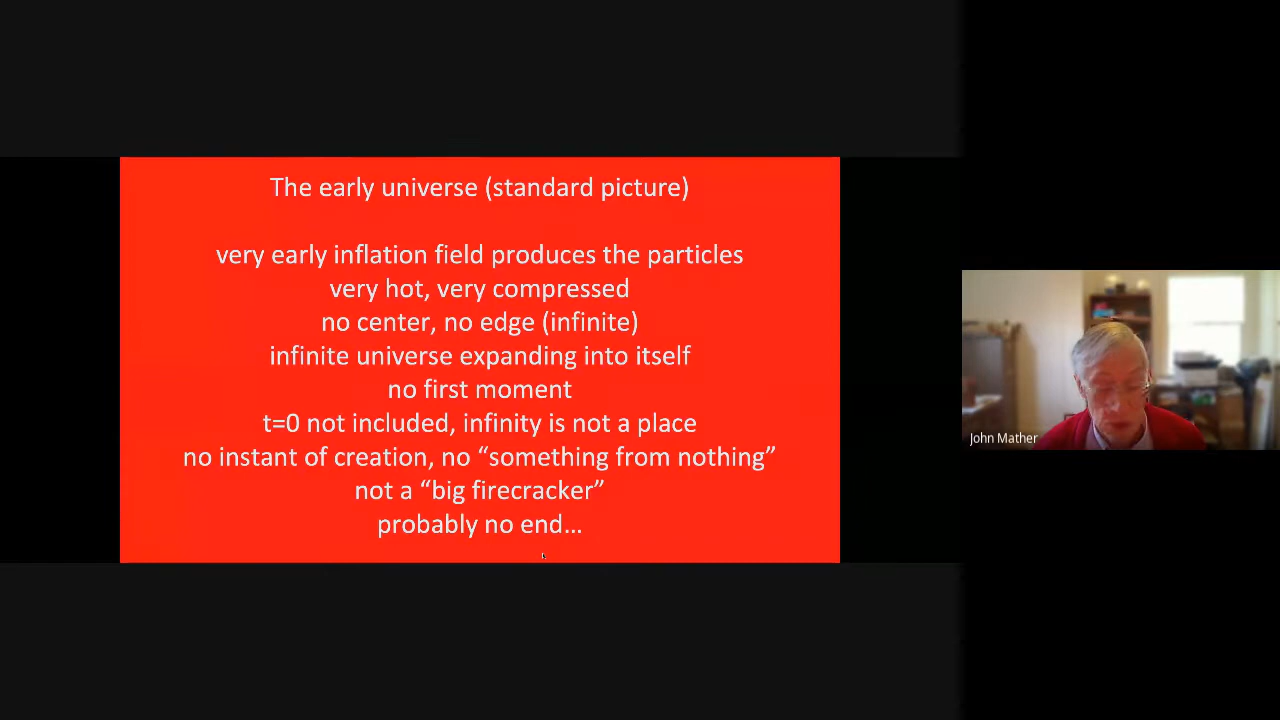 The early universe (standard picture)
very early inflation field produces the particles
very hot, very compressed
no center, no edge (infinite)
infinite universe expanding into itself
no first moment
t=0 not included, infinity is not a place
no instant of creation, no “something from nothing”
not a “big firecracker”
probably no end…
John Mather